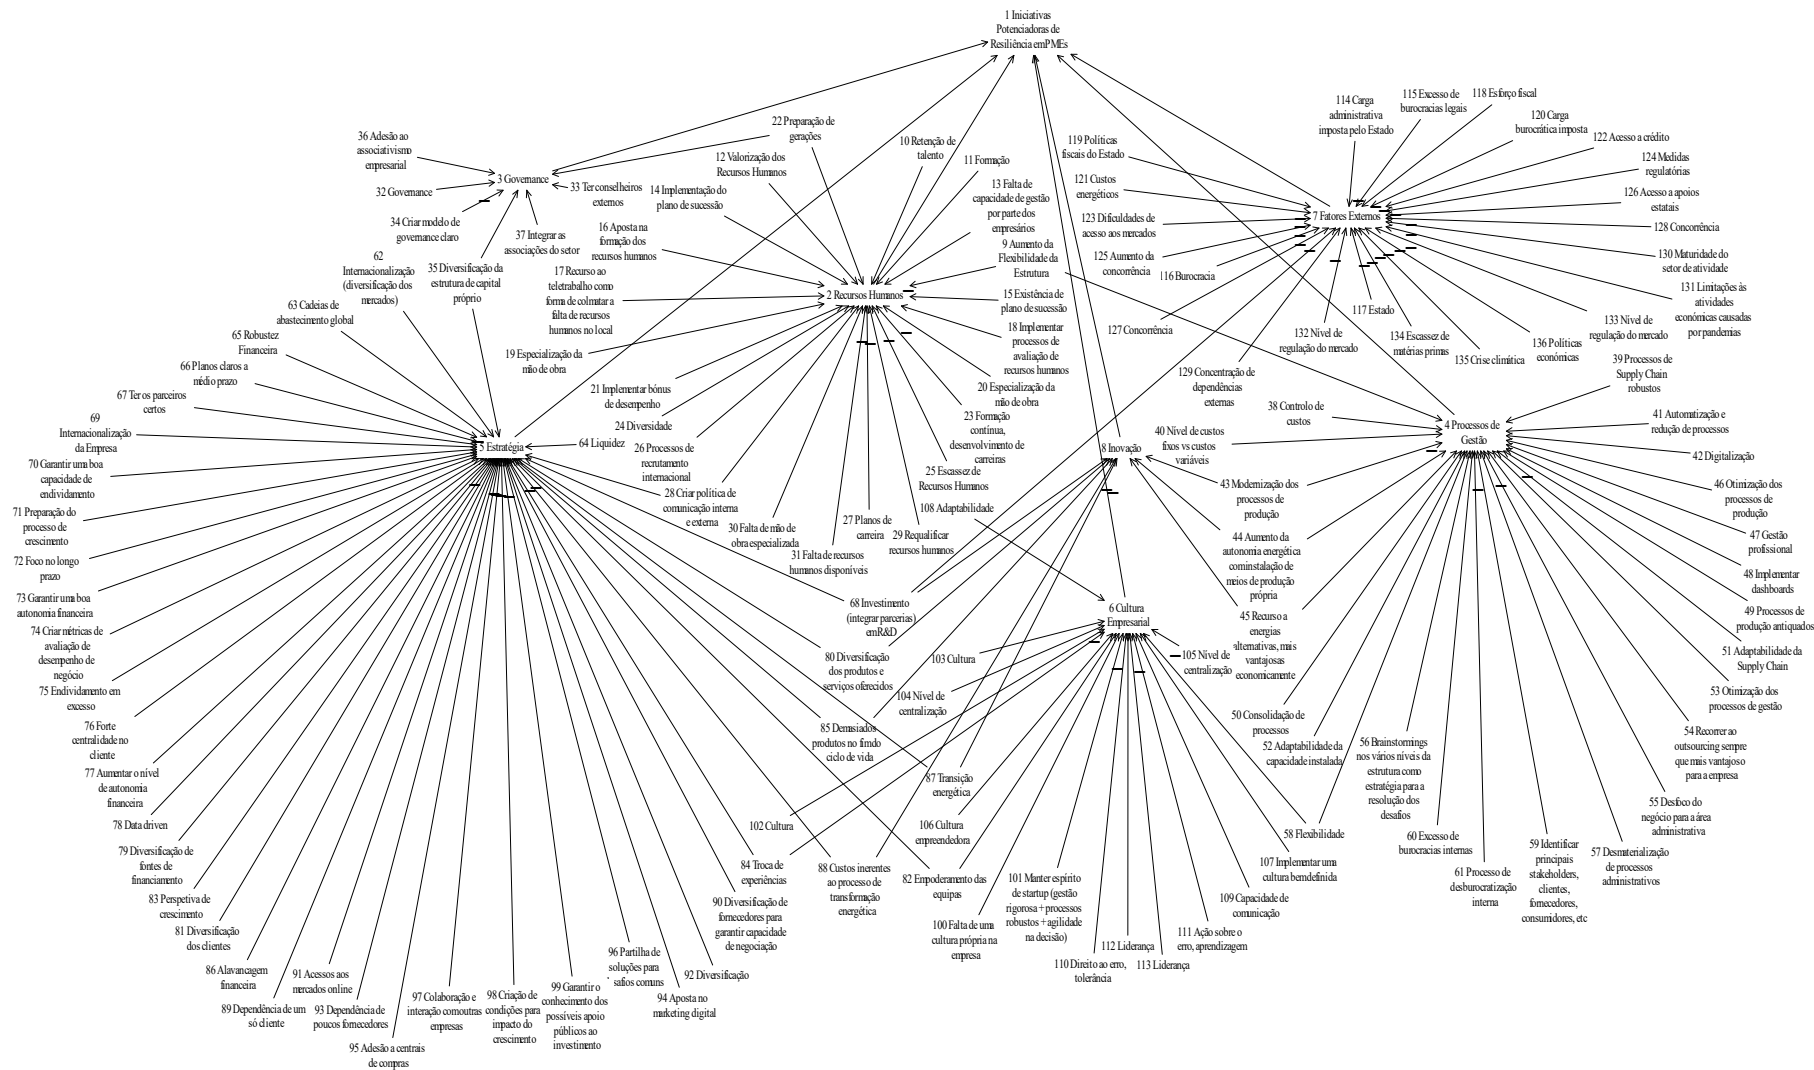 1 Iniciativas
Potenciadoras de
Resiliência em PMEs
36 Adesão ao
associativismo
empresarial
32 Governance
3 Governance
34 Criar modelo de
governance claro
33 Ter conselheiros
externos
37 Integrar as
associações do setor
35 Diversificação da
estrutura de capital
próprio
22 Preparação de
gerações
12 Valorização dos
Recursos Humanos
10 Retenção de
talento
11 Formação
14 Implementação do
plano de sucessão
13 Falta de
capacidade de gestão
por parte dos
empresários
16 Aposta na
formação dos
recursos humanos
9 Aumento da
Flexibilidade da
Estrutura
17 Recurso ao
teletrabalho como
forma de colmatar a
falta de recursos
humanos no local
2 Recursos Humanos
15 Existência de
plano de sucessão
18 Implementar
processos de
avaliação de
recursos humanos
19 Especialização da
mão de obra
20 Especialização da
mão de obra
21 Implementar bónus
de desempenho
24 Diversidade
23 Formação
continua,
desenvolvimento de
carreiras
26 Processos de
recrutamento
internacional
25 Escassez de
Recursos Humanos
28 Criar política de
comunicação interna
e externa
30 Falta de mão de
obra especializada
31 Falta de recursos
humanos disponíveis
27 Planos de
carreira
29 Requalificar
recursos humanos
114 Carga
administrativa
imposta pelo Estado
115 Excesso de
burocracias legais
118 Esforço fiscal
120 Carga
burocrática imposta
122 Acesso a crédito
119 Políticas
fiscais do Estado
124 Medidas
regulatórias
121 Custos
energéticos
126 Acesso a apoios
estatais
123 Dificuldades de
acesso aos mercados
7 Fatores Externos
128 Concorrência
125 Aumento da
concorrência
116 Burocracia
130 Maturidade do
setor de atividade
131 Limitações às
atividades
económicas causadas
por pandemias
117 Estado
127 Concorrência
132 Nível de
regulação do mercado
134 Escassez de
matérias primas
133 Nível de
regulação do mercado
136 Políticas
económicas
135 Crise climática
129 Concentração de
dependências
externas
62
Internacionalização
(diversificação dos
mercados)
63 Cadeias de
abastecimento global
65 Robustez
Financeira
66 Planos claros a
médio prazo
67 Ter os parceiros
certos
69
Internacionalização
da Empresa
5 Estratégia
64 Liquidez
70 Garantir uma boa
capacidade de
endividamento
71 Preparação do
processo de
crescimento
72 Foco no longo
prazo
73 Garantir uma boa
autonomia financeira
74 Criar métricas de
avaliação de
desempenho de
negócio
75 Endividamento em
excesso
76 Forte
centralidade no
cliente
77 Aumentar o nível
de autonomia
financeira
78 Data driven
79 Diversificação de
fontes de
financiamento
83 Perspetiva de
crescimento
81 Diversificação
dos clientes
86 Alavancagem
financeira
89 Dependência de um
só cliente
91 Acessos aos
mercados online
93 Dependência de
poucos fornecedores
95 Adesão a centrais
de compras
97 Colaboração e
interação com outras
empresas
98 Criação de
condições para
impacto do
crescimento
99 Garantir o
conhecimento dos
possíveis apoio
públicos ao
investimento
96 Partilha de
soluções para
safios comuns
94 Aposta no
marketing digital
92 Diversificação
90 Diversificação de
fornecedores para
garantir capacidade
de negociação
84 Troca de
experiências
88 Custos inerentes
ao processo de
transformação
energética
82 Empoderamento das
equipas
87 Transição
energética
85 Demasiados
produtos no fim do
ciclo de vida
80 Diversificação
dos produtos e
serviços oferecidos
68 Investimento
(integrar parcerias)
em R&D
8 Inovação
108 Adaptabilidade
6 Cultura
Empresarial
103 Cultura
104 Nível de
centralização
105 Nível de
centralização
102 Cultura
106 Cultura
empreendedora
100 Falta de uma
cultura própria na
empresa
101 Manter espírito
de startup (gestão
rigorosa + processos
robustos + agilidade
na decisão)
110 Direito ao erro,
tolerância
112 Liderança
113 Liderança
111 Ação sobre o
erro, aprendizagem
109 Capacidade de
comunicação
107 Implementar uma
cultura bem definida
58 Flexibilidade
39 Processos de
Supply Chain
robustos
38 Controlo de
custos
4 Processos de
Gestão
41 Automatização e
redução de processos
40 Nível de custos
fixos vs custos
variáveis
42 Digitalização
43 Modernização dos
processos de
produção
46 Otimização dos
processos de
produção
44 Aumento da
autonomia energética
com instalação de
meios de produção
própria
47 Gestão
profissional
48 Implementar
dashboards
45 Recurso a
energias
alternativas, mais
vantajosas
economicamente
49 Processos de
produção antiquados
51 Adaptabilidade da
Supply Chain
53 Otimização dos
processos de gestão
50 Consolidação de
processos
52 Adaptabilidade da
capacidade instalada
54 Recorrer ao
outsourcing sempre
que mais vantajoso
para a empresa
56 Brainstormings
nos vários níveis da
estrutura como
estratégia para a
resolução dos
desafios
55 Desfoco do
negócio para a área
administrativa
60 Excesso de
burocracias internas
61 Processo de
desburocratização
interna
59 Identificar
principais
stakeholders,
clientes,
fornecedores,
consumidores, etc
57 Desmaterialização
de processos
administrativos